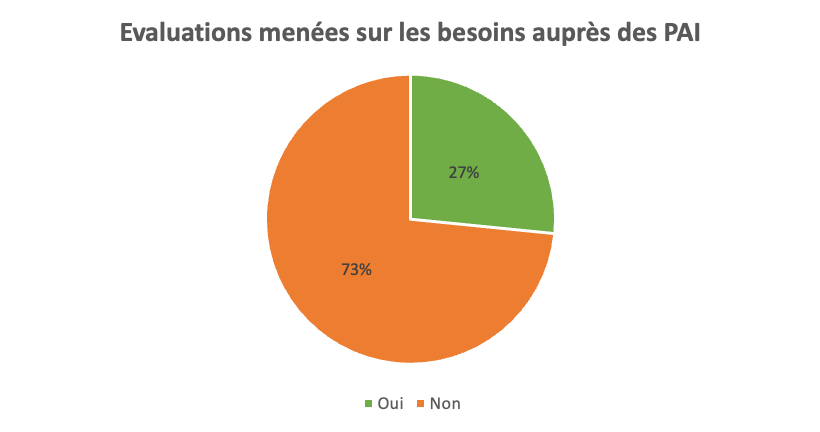 Evaluations menées sur les besoins auprès des PAI
27%
73%
Oui Non